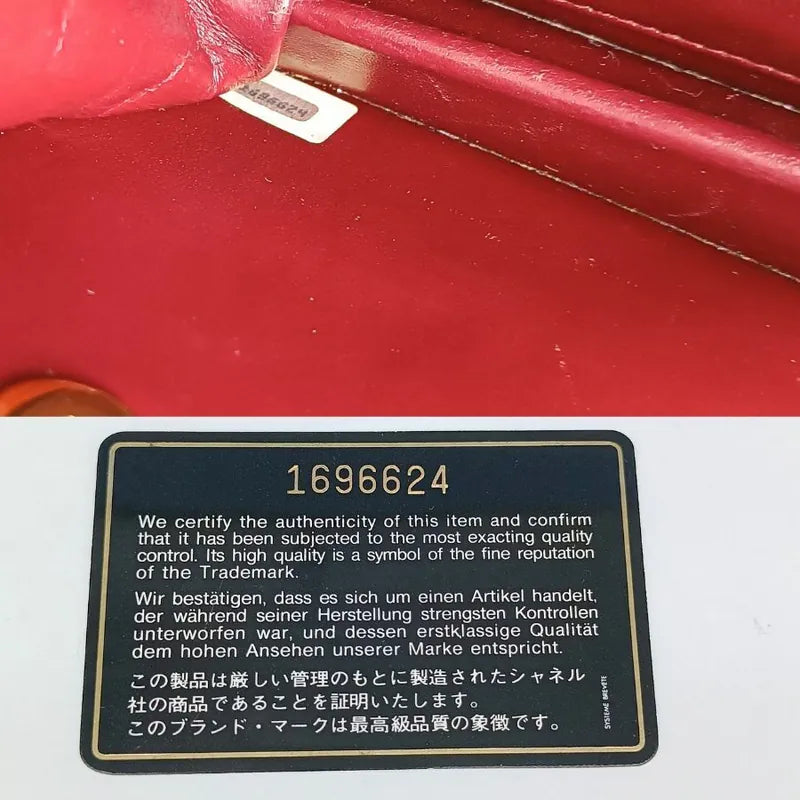 1696624
1696624
We certify the authenticity of this item and confirm
that it has been subjected to the most exacting quality
control. Its high quality is a symbol of the fine reputation
of the Trademark.
Wir bestätigen, dass es sich um einen Artikel handelt,
der während seiner Herstellung strengsten Kontrollen
unterworfen war, und dessen erstklassige Qualität
dem hohen Ansehen unserer Marke entspricht.
この製品は厳しい管理のもとに製造されたシャネル
社の商品であることを証明いたします。
このブランド・マークは最高級品質の象徴です。
SYSTEME BREVETE